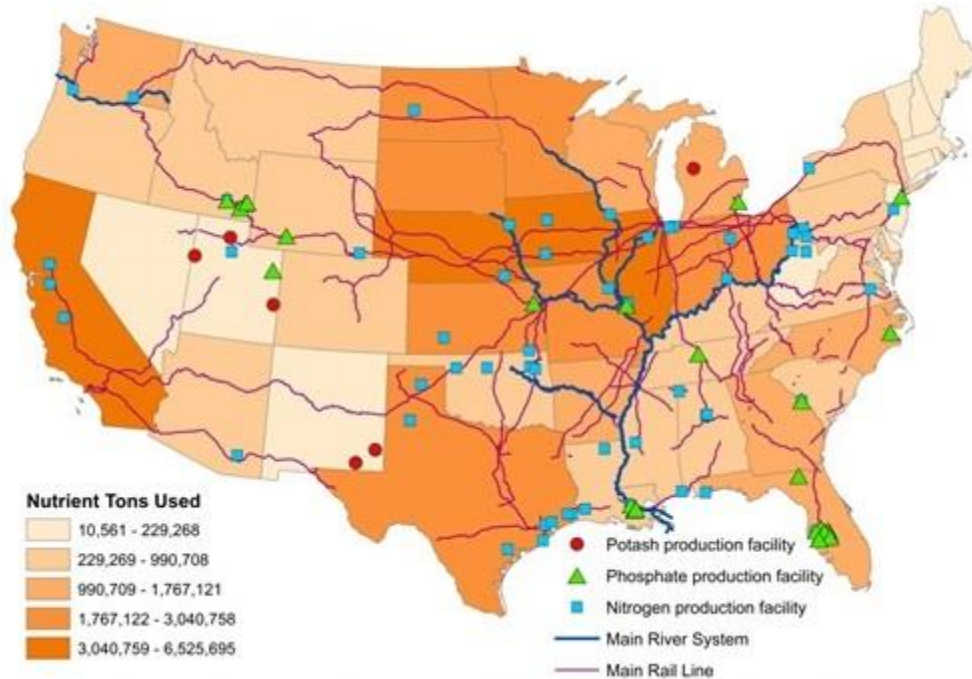 Nutrient Tons Used
10,561 - 229,268
229,269 - 990,708
990,709 - 1,767,121
1,767,122 - 3,040,758
3,040,759 - 6,525,695
Potash production facility
Phosphate production facility
Nitrogen production facility
Main River System
Main Rail Line